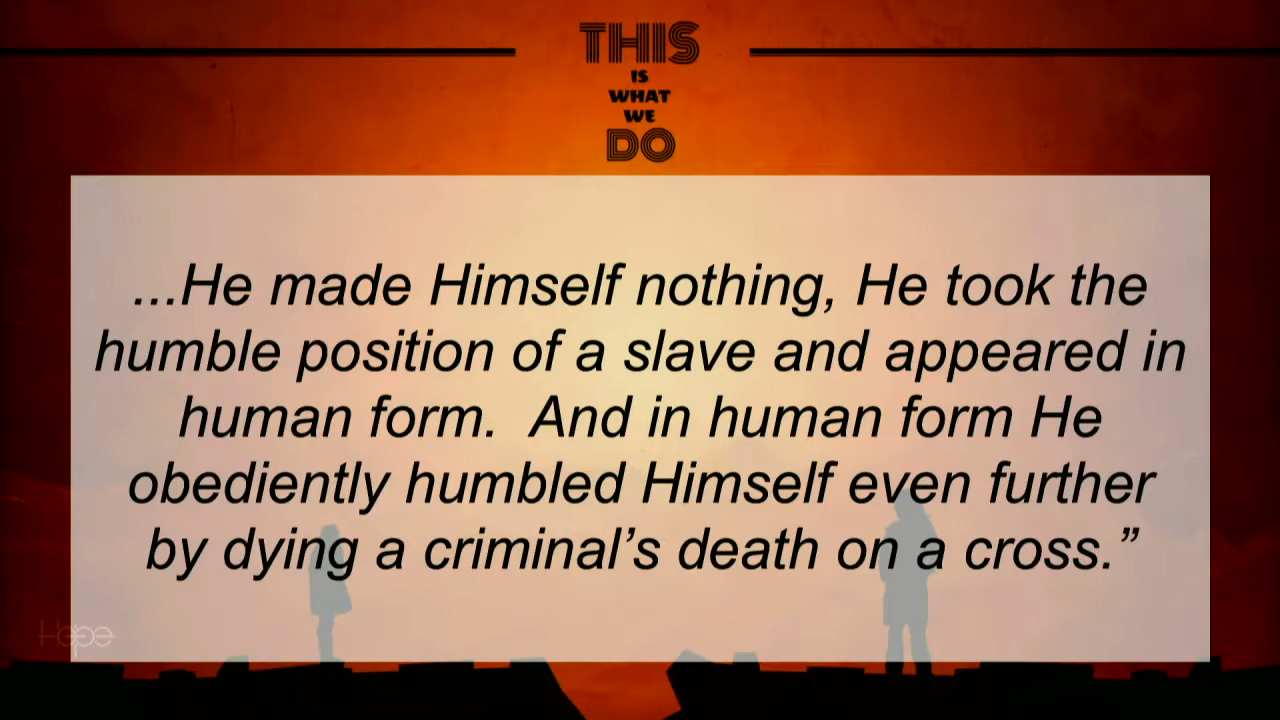 THIS
IS
WHAT
WE
DO
...He made Himself nothing, He took the
humble position of a slave and appeared in
human form.  And in human form He
obediently humbled Himself even further
by dying a criminal’s death on a cross.”
Hope